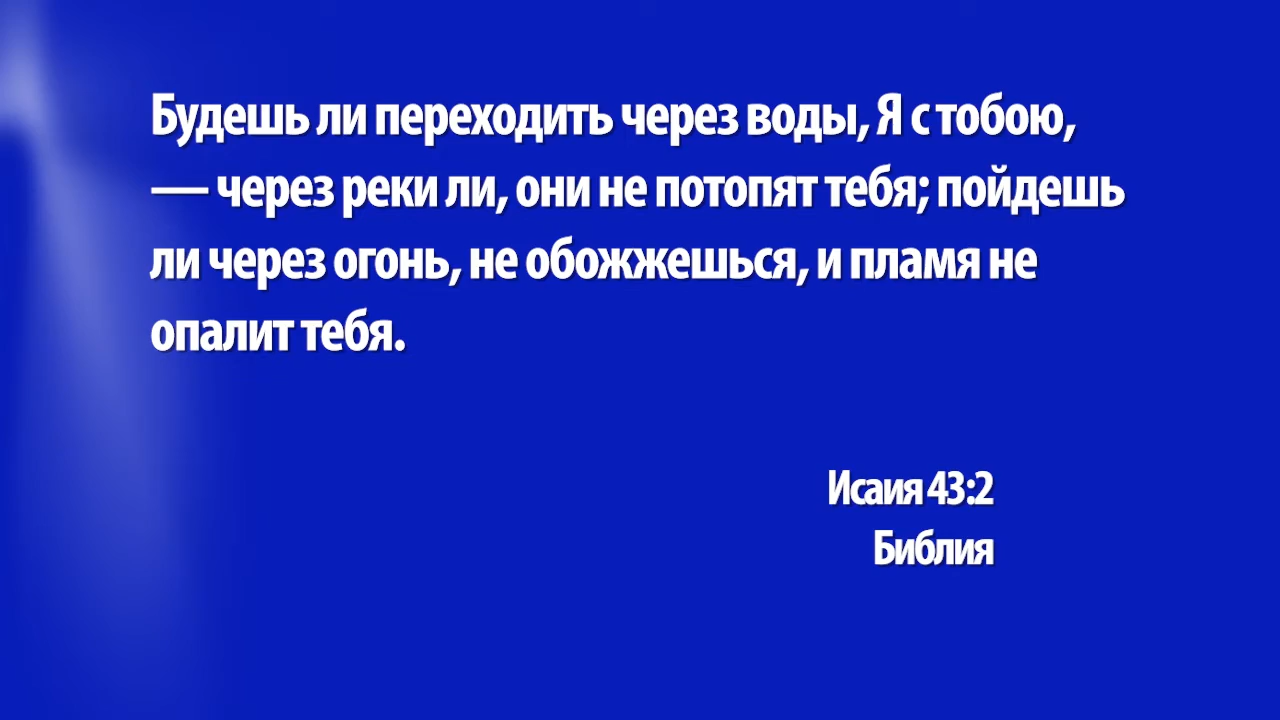 Будешь ли переходить через воды, Я с тобою,
— через реки ли, они не потопят тебя; пойдешь
ли через огонь, не обожжешься, и пламя не
опалит тебя.
Исаия 43:2
Библия